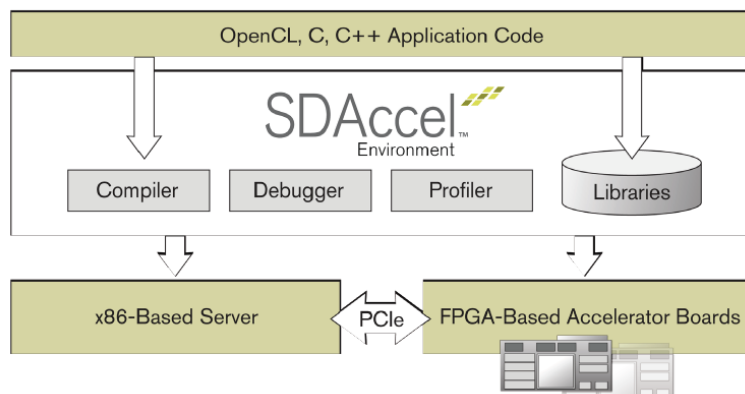 OpenCL, C, C++ Application Code
SDAccel™
Environment
Compiler
Debugger
Profiler
Libraries
x86-Based Server
PCIe
FPGA-Based Accelerator Boards